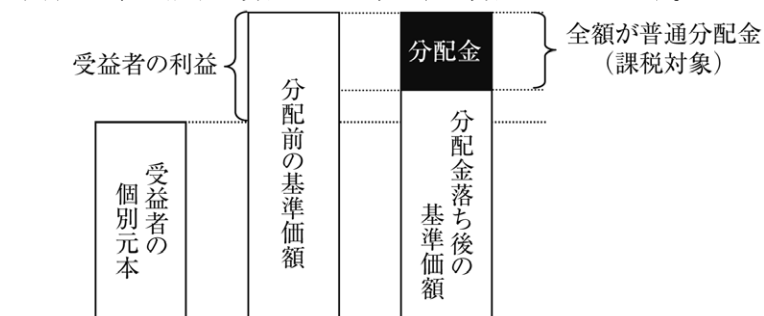 受益者の利益
分配金
全額が普通分配金
（課税対象）
受益者の
個別元本
分配前の基準価額
分配金落ち後の
基準価額